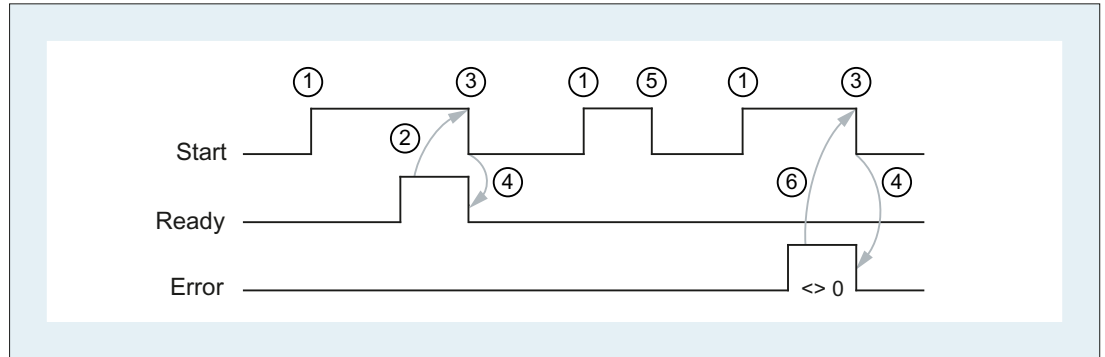 ① ③ ① ⑤ ① ③
②
Start
④ ⑥ ④
Ready
Error <> 0